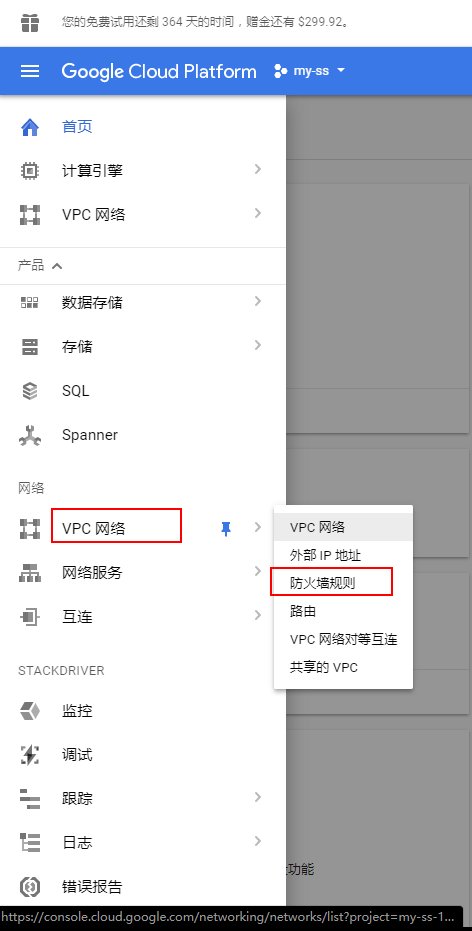 您的免费试用还剩 364 天的时间，赠金还有 $299.92。
Google Cloud Platform my-ss
首页
计算引擎
VPC 网络
产品
数据存储
存储
SQL
Spanner
网络
VPC 网络
网络服务
互连
VPC 网络
外部 IP 地址
防火墙规则
路由
VPC 网络对等互连
共享的 VPC
STACKDRIVER
监控
调试
跟踪
日志
功能
错误报告
https://console.cloud.google.com/networking/networks/list?project=my-ss-1...